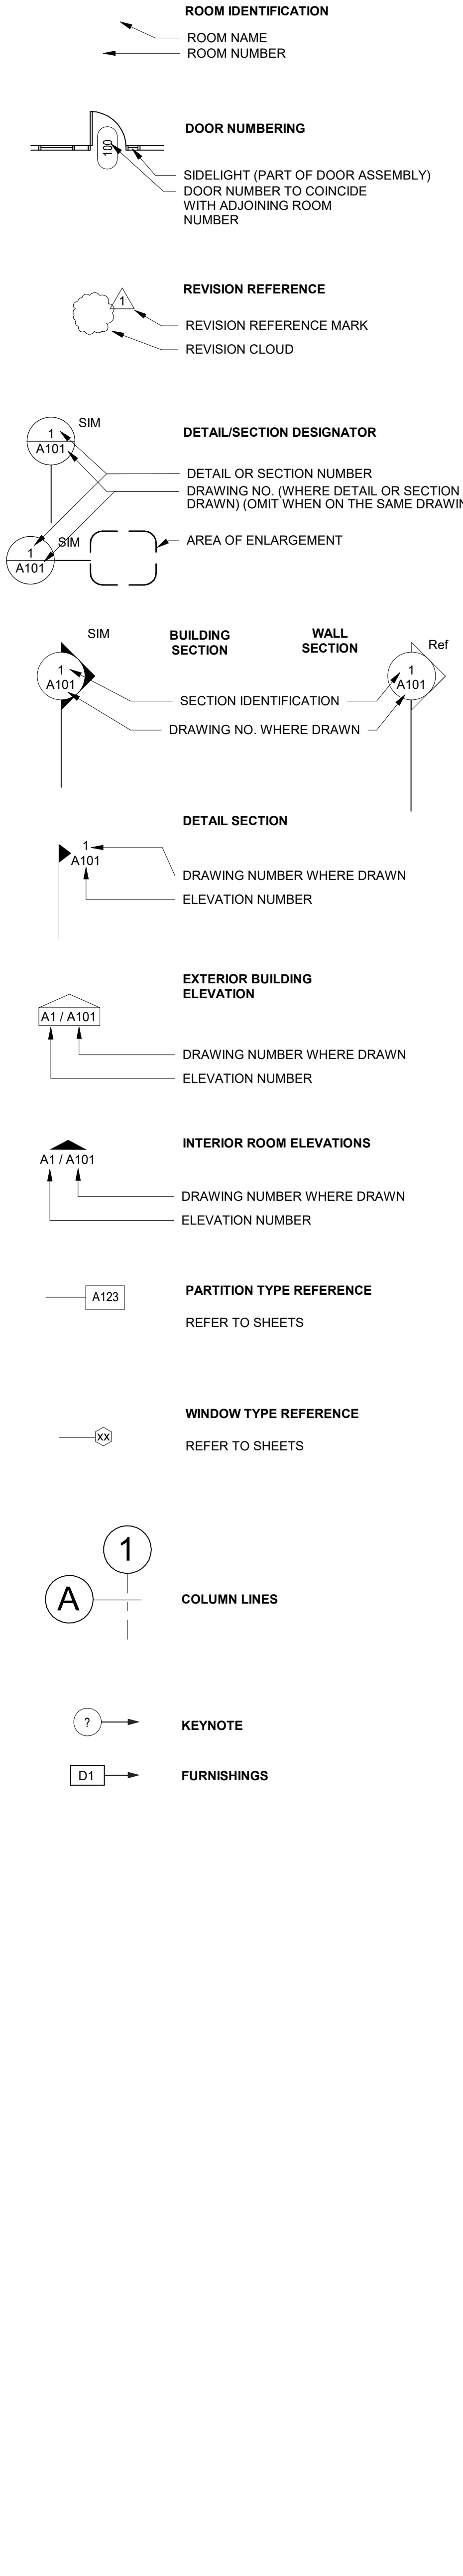 ROOM IDENTIFICATION
ROOM NAME
ROOM NUMBER
DOOR NUMBERING
100
SIDELIGHT (PART OF DOOR ASSEMBLY)
DOOR NUMBER TO COINCIDE
WITH ADJOINING ROOM
NUMBER
REVISION REFERENCE
1
REVISION REFERENCE MARK
REVISION CLOUD
SIM
DETAIL/SECTION DESIGNATOR
1
A101
DETAIL OR SECTION NUMBER
DRAWING NO. (WHERE DETAIL OR SECTION
DRAWN) (OMIT WHEN ON THE SAME DRAWIN
SIM
AREA OF ENLARGEMENT
1
A101
SIM
BUILDING
SECTION
WALL
SECTION
Ref
1
A101
1
A101
SECTION IDENTIFICATION
DRAWING NO. WHERE DRAWN
DETAIL SECTION
1
A101
DRAWING NUMBER WHERE DRAWN
ELEVATION NUMBER
EXTERIOR BUILDING
ELEVATION
A1 / A101
DRAWING NUMBER WHERE DRAWN
ELEVATION NUMBER
INTERIOR ROOM ELEVATIONS
A1 / A101
DRAWING NUMBER WHERE DRAWN
ELEVATION NUMBER
PARTITION TYPE REFERENCE
A123
REFER TO SHEETS
WINDOW TYPE REFERENCE
XX
REFER TO SHEETS
1
A
COLUMN LINES
?
KEYNOTE
D1
FURNISHINGS